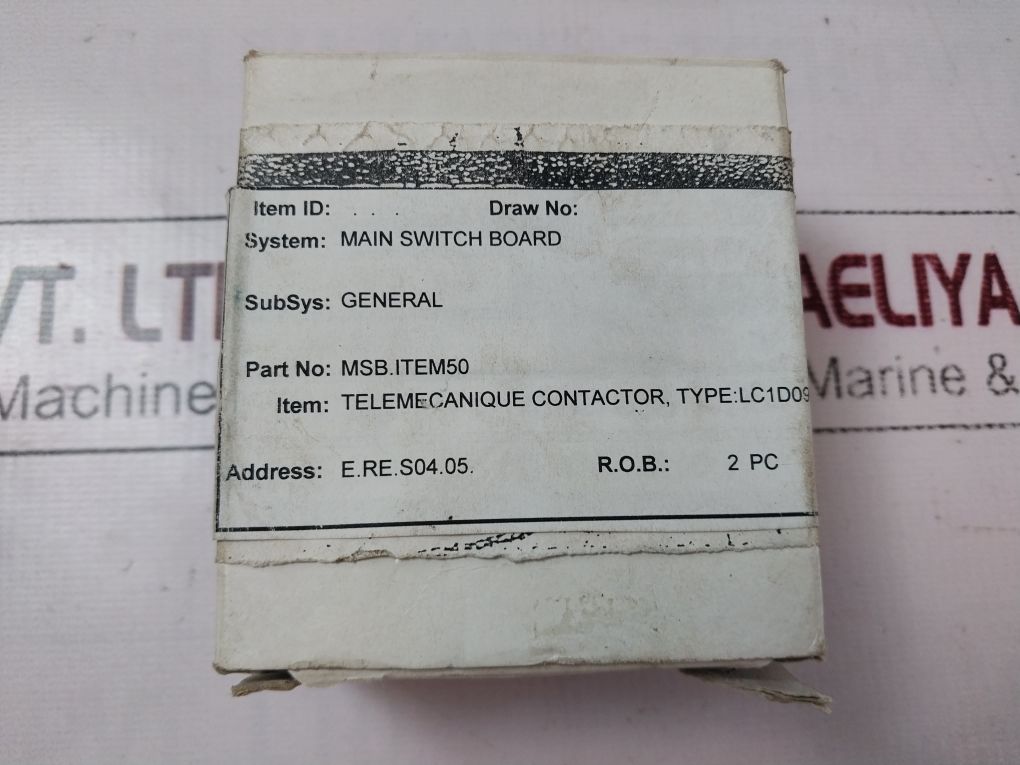 Item ID: . . . Draw No:
System: MAIN SWITCH BOARD
SubSys: GENERAL
Part No: MSB.ITEM50
Item: TELEMECANIQUE CONTACTOR, TYPE:LC1D09
Address: E.RE.S04.05. R.O.B.: 2 PC
VT. LT
Machine
AELIYA
Marine &